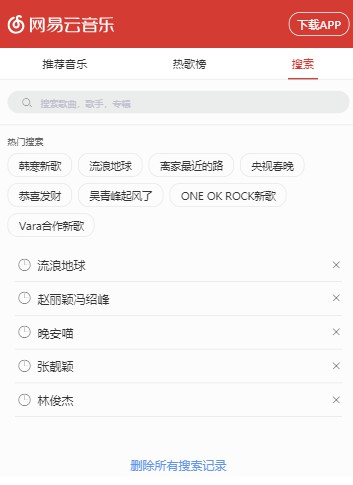 网易云音乐
下载APP
推荐音乐 热歌榜 搜索
搜索歌曲、歌手、专辑
热门搜索
韩寒新歌 流浪地球 离家最近的路 央视春晚
恭喜发财 吴青峰起风了 ONE OK ROCK新歌
Vara合作新歌
流浪地球 ×
赵丽颖冯绍峰 ×
晚安喵 ×
张靓颖 ×
林俊杰 ×
删除所有搜索记录